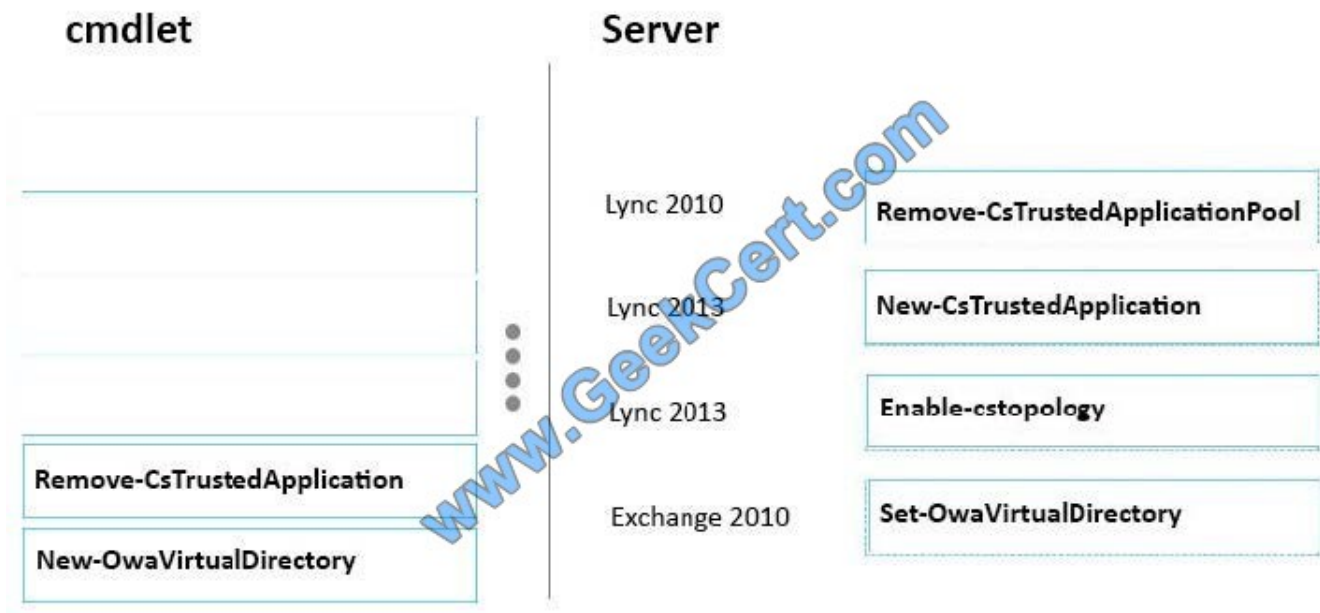 cmdlet
Server
Lync 2010
Remove-CsTrustedApplicationPool
Lync 2013
New-CsTrustedApplication
Lync 2013
Enable-cstopology
Exchange 2010
Set-OwaVirtualDirectory
Remove-CsTrustedApplication
New-OwaVirtualDirectory
www.GeekCert.com